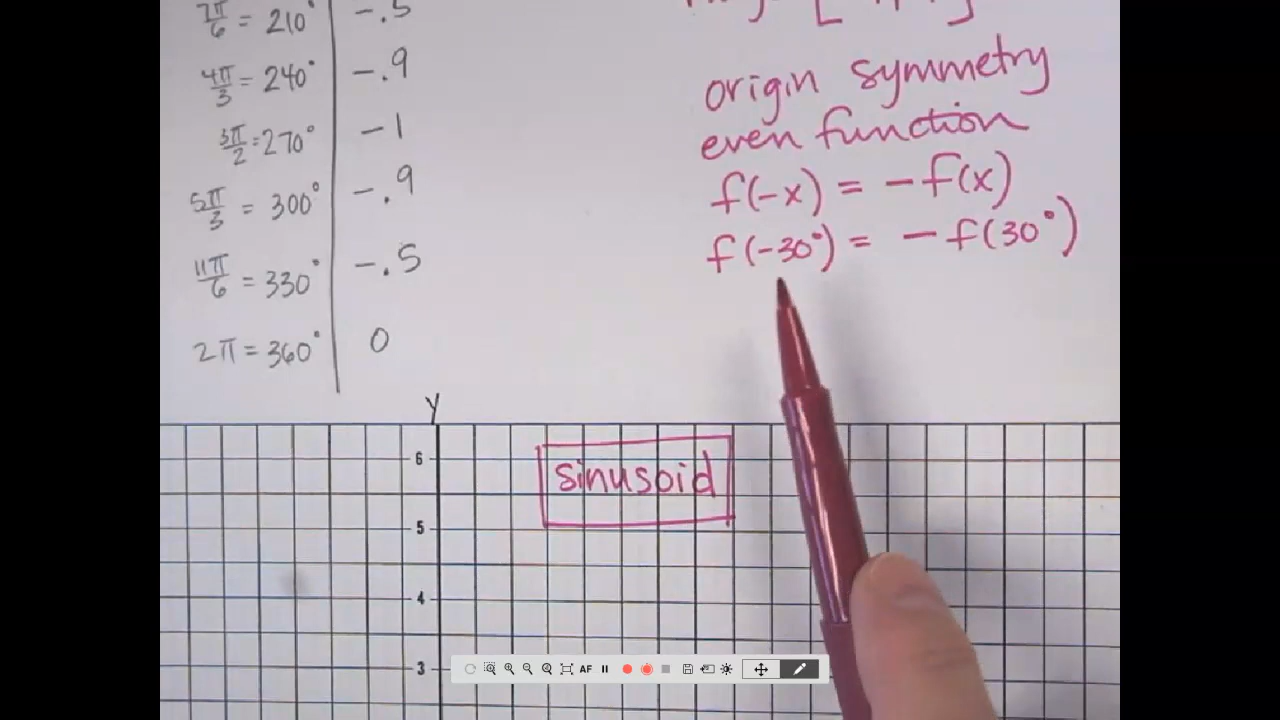 7π/6 = 210° -.5
4π/3 = 240° -.9
3π/2 = 270° -1
5π/3 = 300° -.9
11π/6 = 330° -.5
2π = 360° 0
origin symmetry
even function
f(-x) = -f(x)
f(-30°) = -f(30°)
y
sinusoid
6
5
4
3
AF